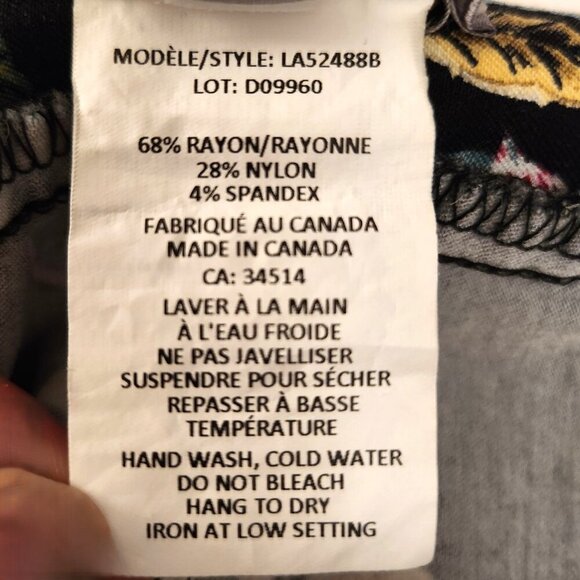 MODÈLE/STYLE: LA52488B
LOT: D09960
68% RAYON/RAYONNE
28% NYLON
4% SPANDEX
FABRIQUÉ AU CANADA
MADE IN CANADA
CA: 34514
LAVER À LA MAIN
À L'EAU FROIDE
NE PAS JAVELLISER
SUSPENDRE POUR SÉCHER
REPASSER À BASSE
TEMPÉRATURE
HAND WASH, COLD WATER
DO NOT BLEACH
HANG TO DRY
IRON AT LOW SETTING